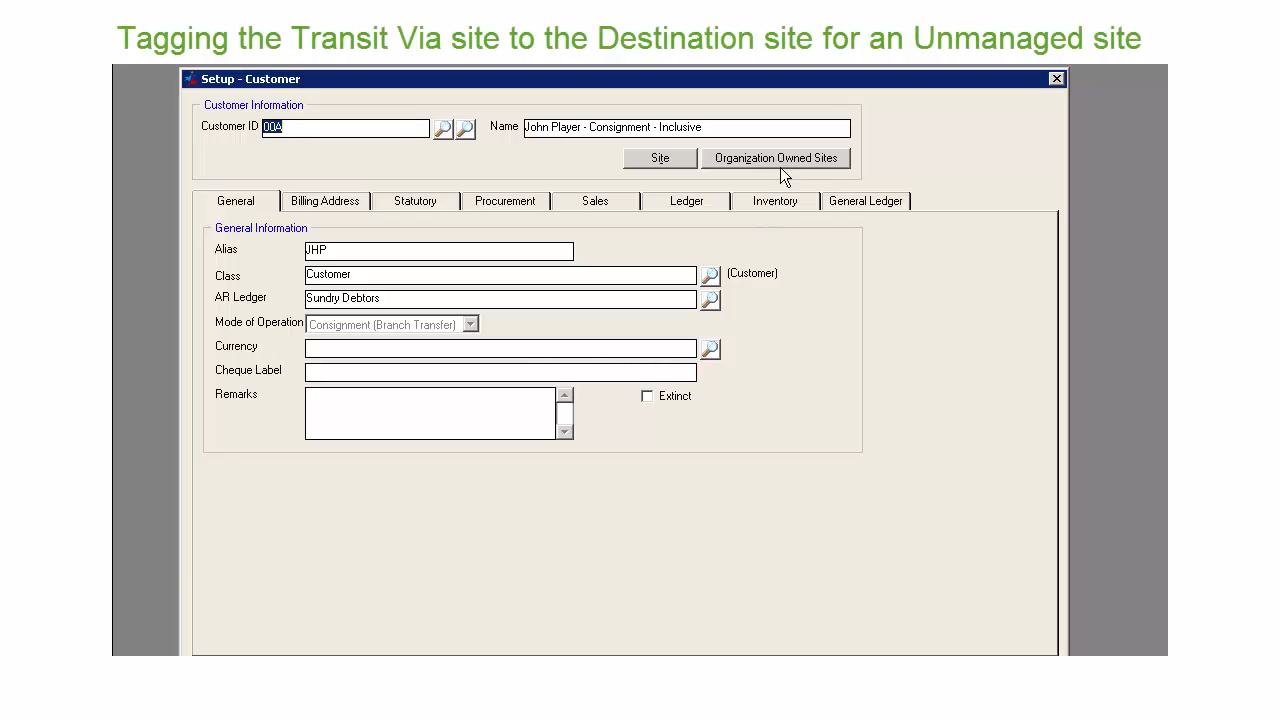 Tagging the Transit Via site to the Destination site for an Unmanaged site
Setup - Customer
Customer Information
Customer ID 00A Name John Player - Consignment - Inclusive
Site Organization Owned Sites
General Billing Address Statutory Procurement Sales Ledger Inventory General Ledger
General Information
Alias JHP
Class Customer (Customer)
AR Ledger Sundry Debtors
Mode of Operation Consignment (Branch Transfer)
Currency
Cheque Label
Remarks Extinct